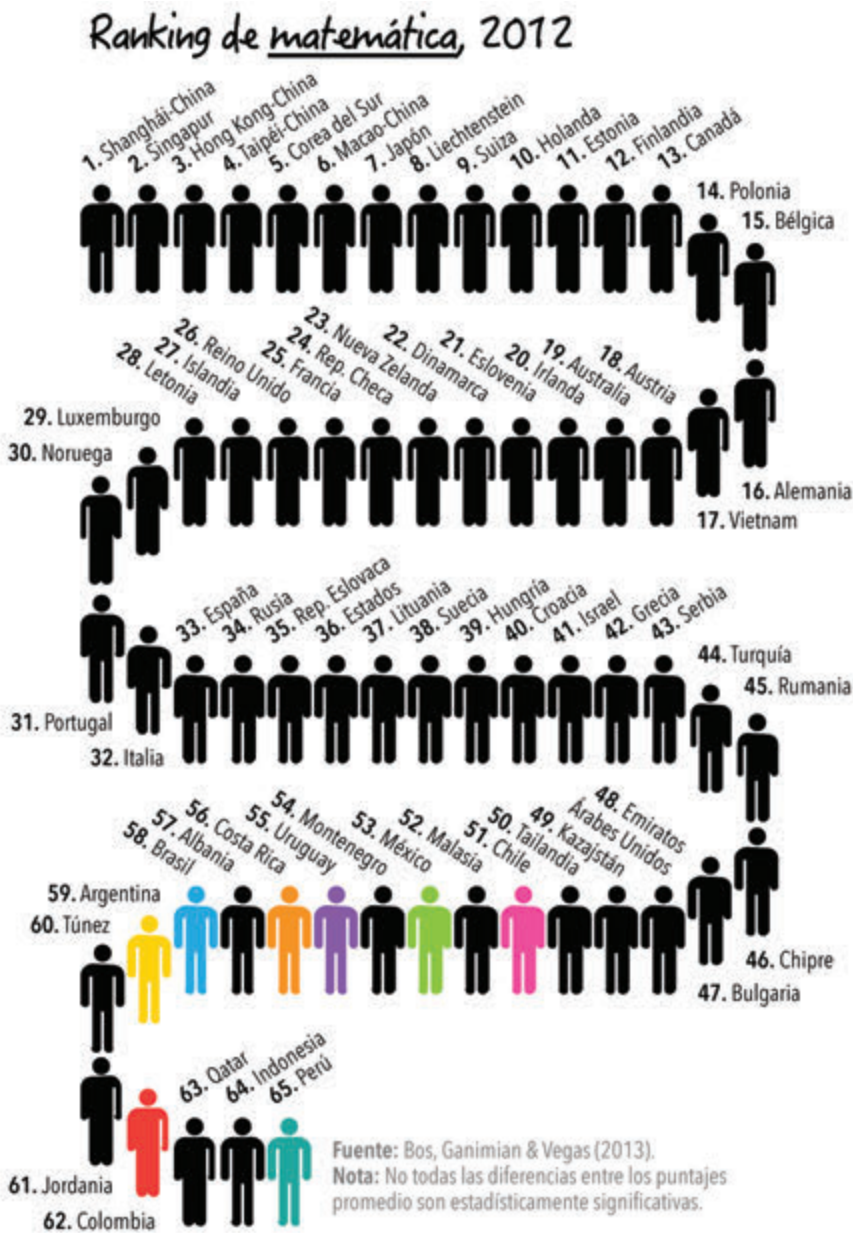 Ranking de matemática, 2012
1. Shanghái-China
2. Singapur
3. Hong Kong-China
4. Taipéi-China
5. Corea del Sur
6. Macao-China
7. Japón
8. Liechtenstein
9. Suiza
10. Holanda
11. Estonia
12. Finlandia
13. Canadá
14. Polonia
15. Bélgica
16. Alemania
17. Vietnam
18. Austria
19. Australia
20. Irlanda
21. Eslovenia
22. Dinamarca
23. Nueva Zelanda
24. Rep. Checa
25. Francia
26. Reino Unido
27. Islandia
28. Letonia
29. Luxemburgo
30. Noruega
31. Portugal
32. Italia
33. España
34. Rusia
35. Rep. Eslovaca
36. Estados
37. Lituania
38. Suecia
39. Hungría
40. Croacia
41. Israel
42. Grecia
43. Serbia
44. Turquía
45. Rumania
46. Chipre
47. Bulgaria
48. Emiratos
Árabes Unidos
49. Kazajstán
50. Tailandia
51. Chile
52. Malasia
53. México
54. Montenegro
55. Uruguay
56. Costa Rica
57. Albania
58. Brasil
59. Argentina
60. Túnez
61. Jordania
62. Colombia
63. Qatar
64. Indonesia
65. Perú
Fuente: Bos, Ganimian & Vegas (2013).
Nota: No todas las diferencias entre los puntajes
promedio son estadísticamente significativas.